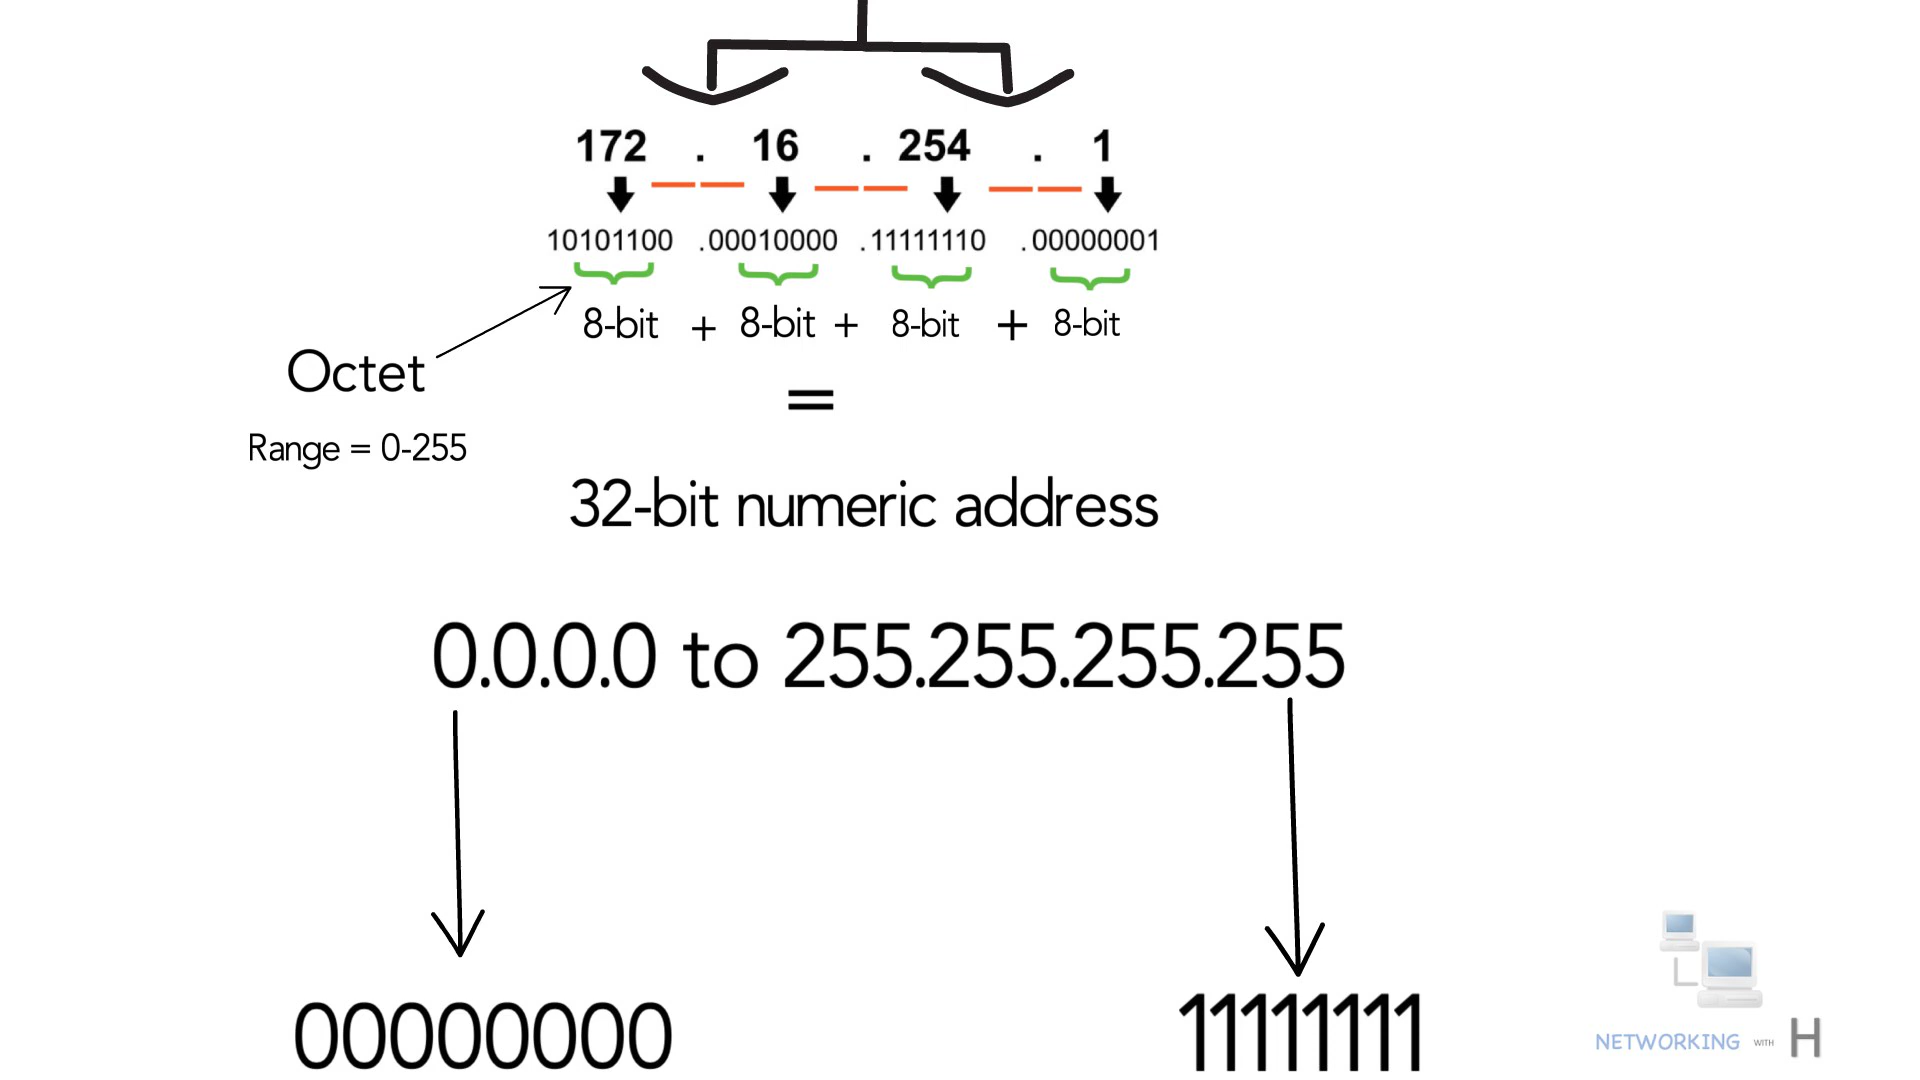 172 . 16 . 254 . 1
10101100 .00010000 .11111110 .00000001
8-bit + 8-bit + 8-bit + 8-bit
Octet
=
Range = 0-255
32-bit numeric address
0.0.0.0 to 255.255.255.255
00000000 11111111
NETWORKING WITH H